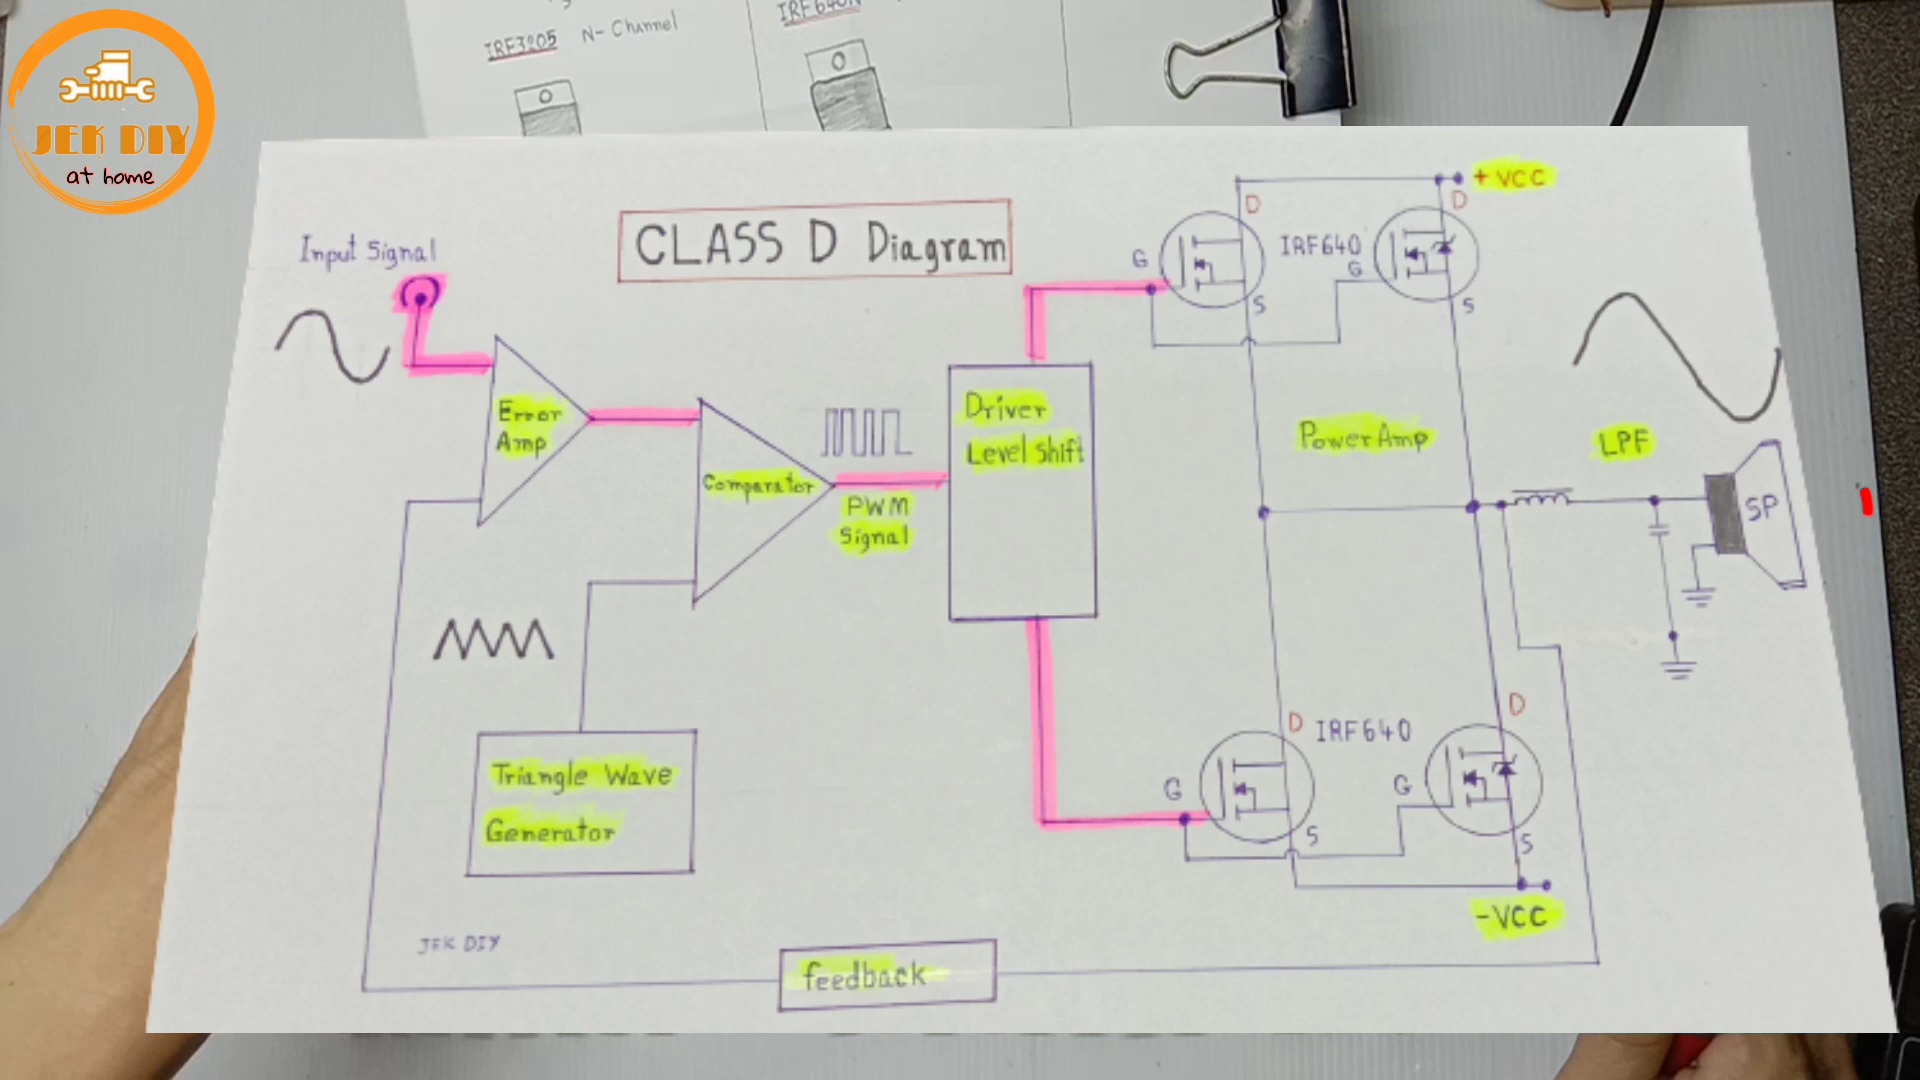 JEK DIY
at home
IRF3205 N-Channel
IRF640N
CLASS D Diagram
Input Signal
+VCC
D
D
G
IRF640
G
S
S
Error
Amp
Driver
Level Shift
Power Amp
LPF
Comparator
PWM
Signal
SP
D
D
IRF640
G
G
S
S
Triangle Wave
Generator
-VCC
JEK DIY
feedback